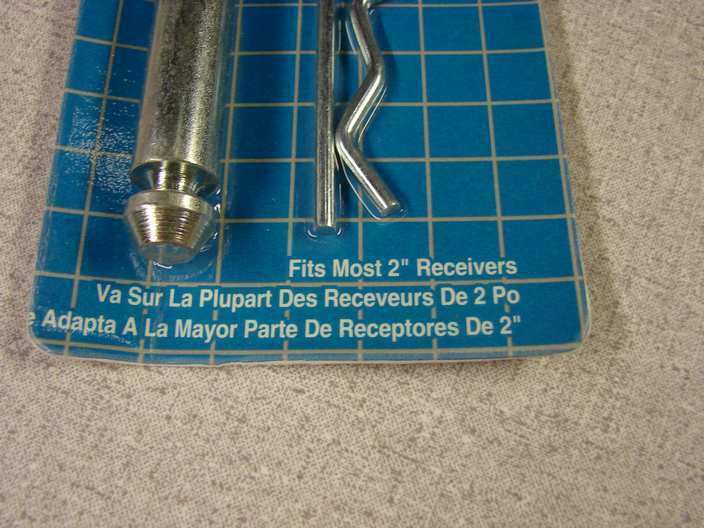 Fits Most 2" Receivers
Va Sur La Plupart Des Receveurs De 2 Po
Adapta A La Mayor Parte De Receptores De 2"